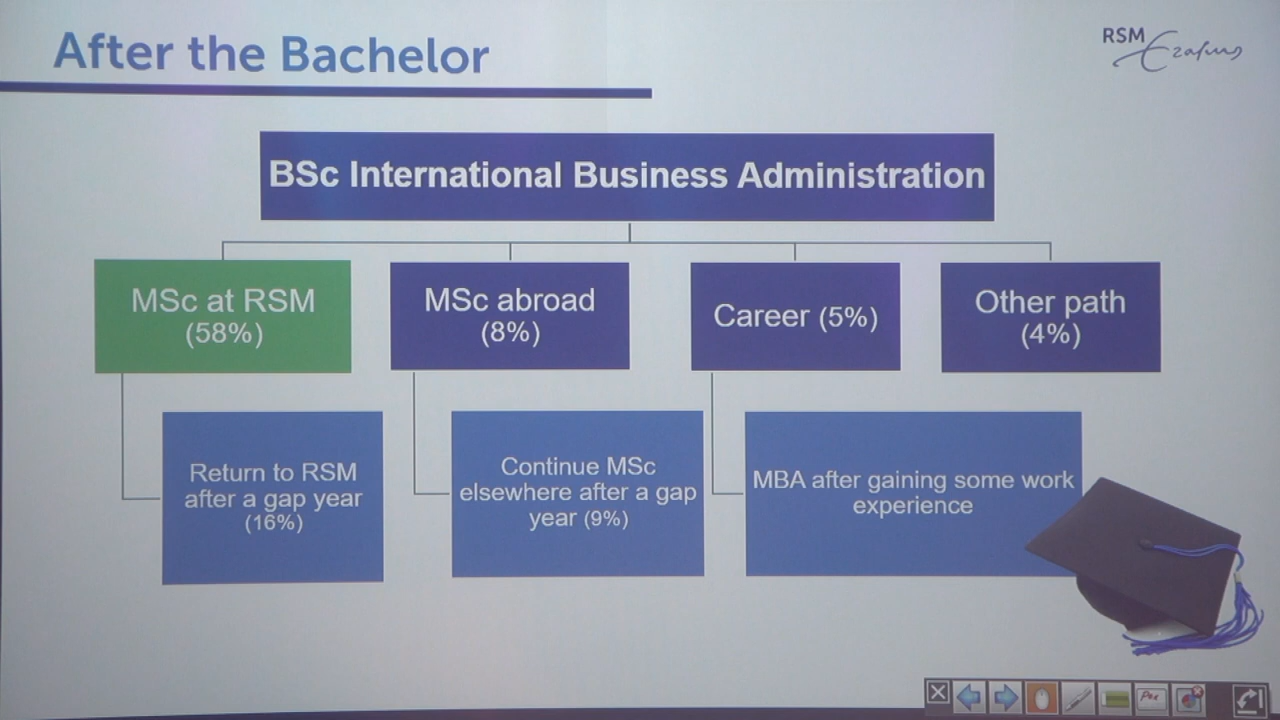 After the Bachelor
RSM
Erasmus
BSc International Business Administration
MSc at RSM
(58%)
MSc abroad
(8%)
Career (5%)
Other path
(4%)
Return to RSM
after a gap year
(16%)
Continue MSc
elsewhere after a gap
year (9%)
MBA after gaining some work
experience